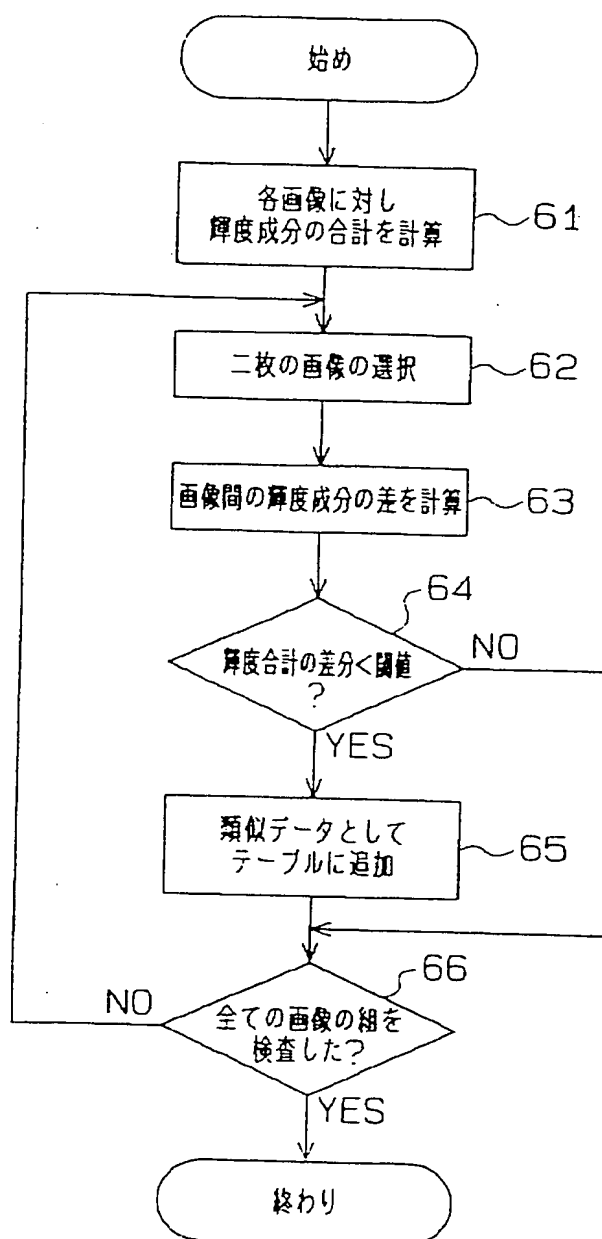 始め
各画像に対し
輝度成分の合計を計算
61
二枚の画像の選択
62
画像間の輝度成分の差を計算
63
64
輝度合計の差分<閾値
?
NO
YES
類似データとして
テーブルに追加
65
66
全ての画像の組を
検査した?
NO
YES
終わり